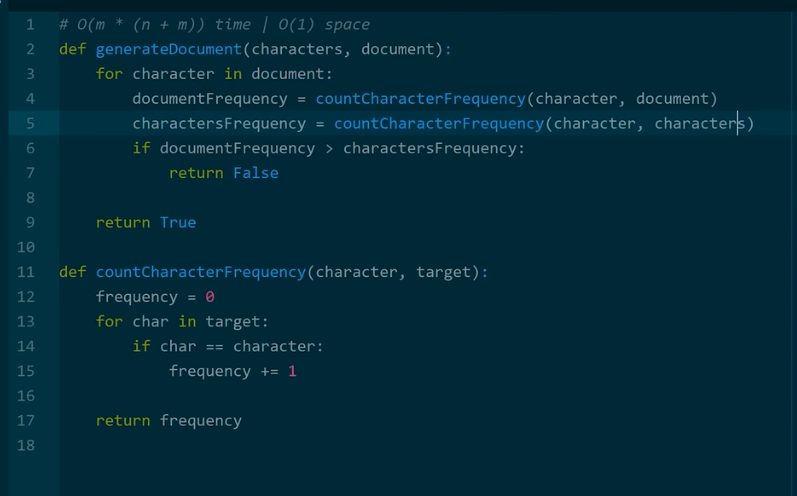 1 # O(m * (n + m)) time | O(1) space
2 def generateDocument(characters, document):
3     for character in document:
4         documentFrequency = countCharacterFrequency(character, document)
5         charactersFrequency = countCharacterFrequency(character, characters)
6         if documentFrequency > charactersFrequency:
7             return False
8
9     return True
10
11 def countCharacterFrequency(character, target):
12     frequency = 0
13     for char in target:
14         if char == character:
15             frequency += 1
16
17     return frequency
18